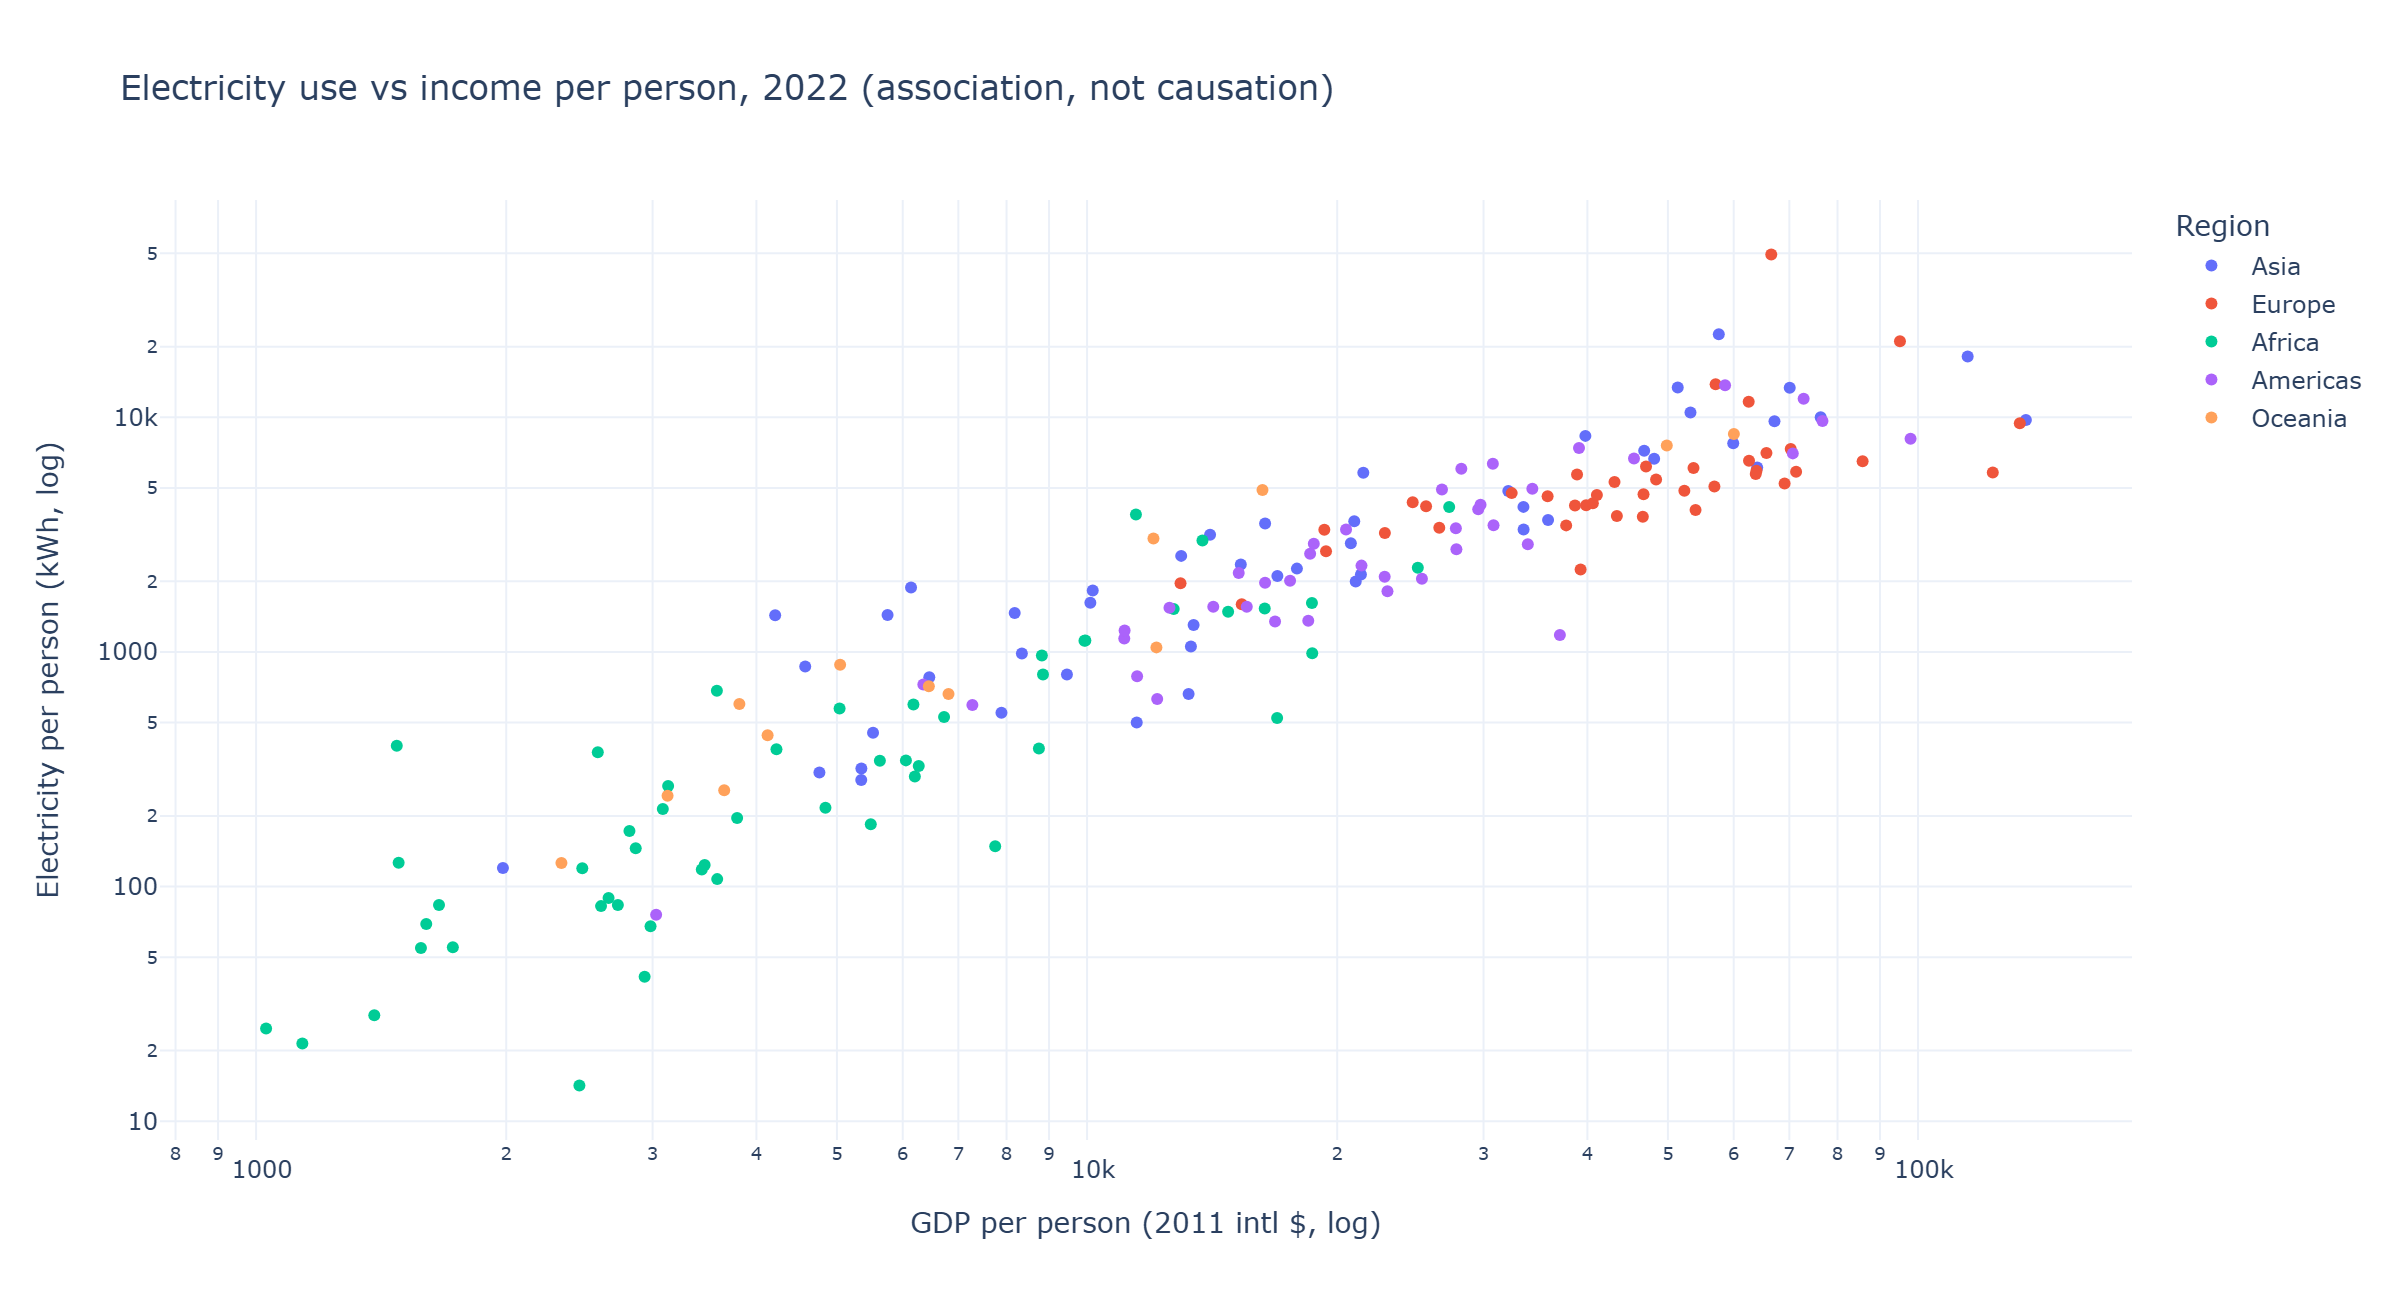 Electricity use vs income per person, 2022 (association, not causation)
Region
Asia
Europe
Africa
Americas
Oceania
Electricity per person (kWh, log)
5
2
10k
5
2
1000
5
2
100
5
2
10
8 9 2 3 4 5 6 7 8 9 2 3 4 5 6 7 8 9
1000 10k 100k
GDP per person (2011 intl $, log)